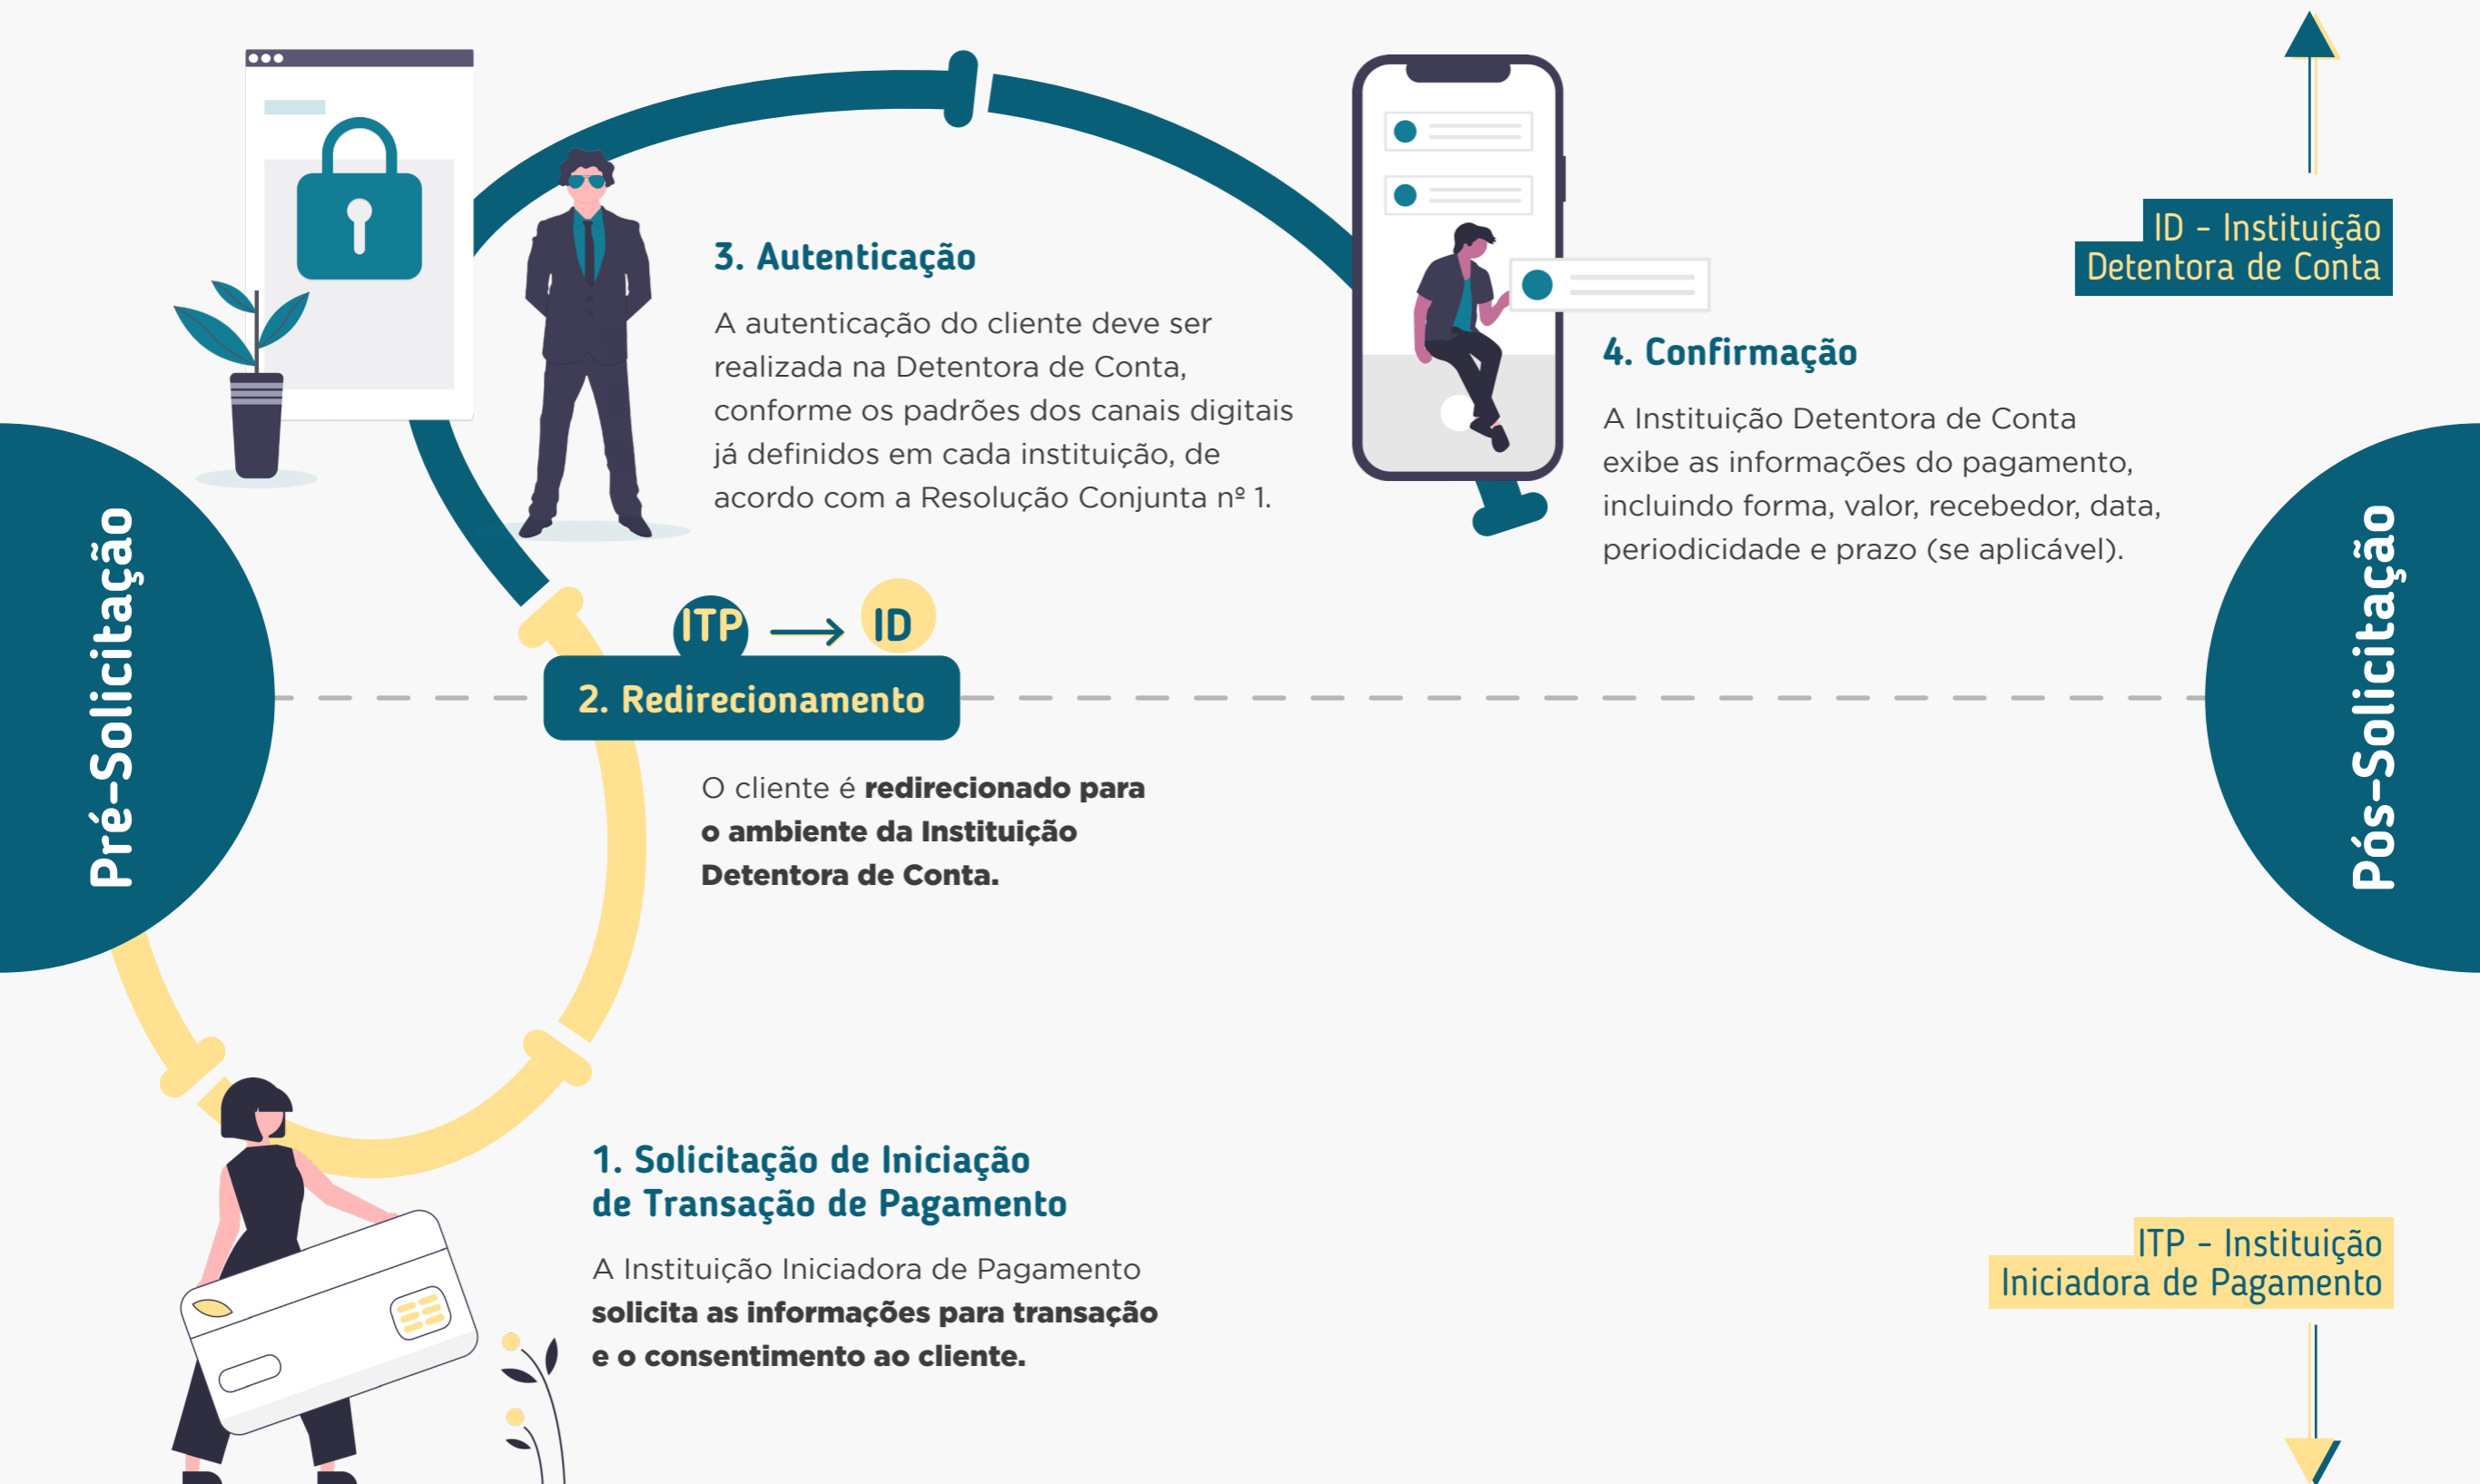 Pré-Solicitação
3. Autenticação
A autenticação do cliente deve ser
realizada na Detentora de Conta,
conforme os padrões dos canais digitais
já definidos em cada instituição, de
acordo com a Resolução Conjunta nº 1.
4. Confirmação
A Instituição Detentora de Conta
exibe as informações do pagamento,
incluindo forma, valor, recebedor, data,
periodicidade e prazo (se aplicável).
ID - Instituição
Detentora de Conta
ITP
ID
2. Redirecionamento
O cliente é redirecionado para
o ambiente da Instituição
Detentora de Conta.
1. Solicitação de Iniciação
de Transação de Pagamento
A Instituição Iniciadora de Pagamento
solicita as informações para transação
e o consentimento ao cliente.
ITP - Instituição
Iniciadora de Pagamento
Pós-Solicitação